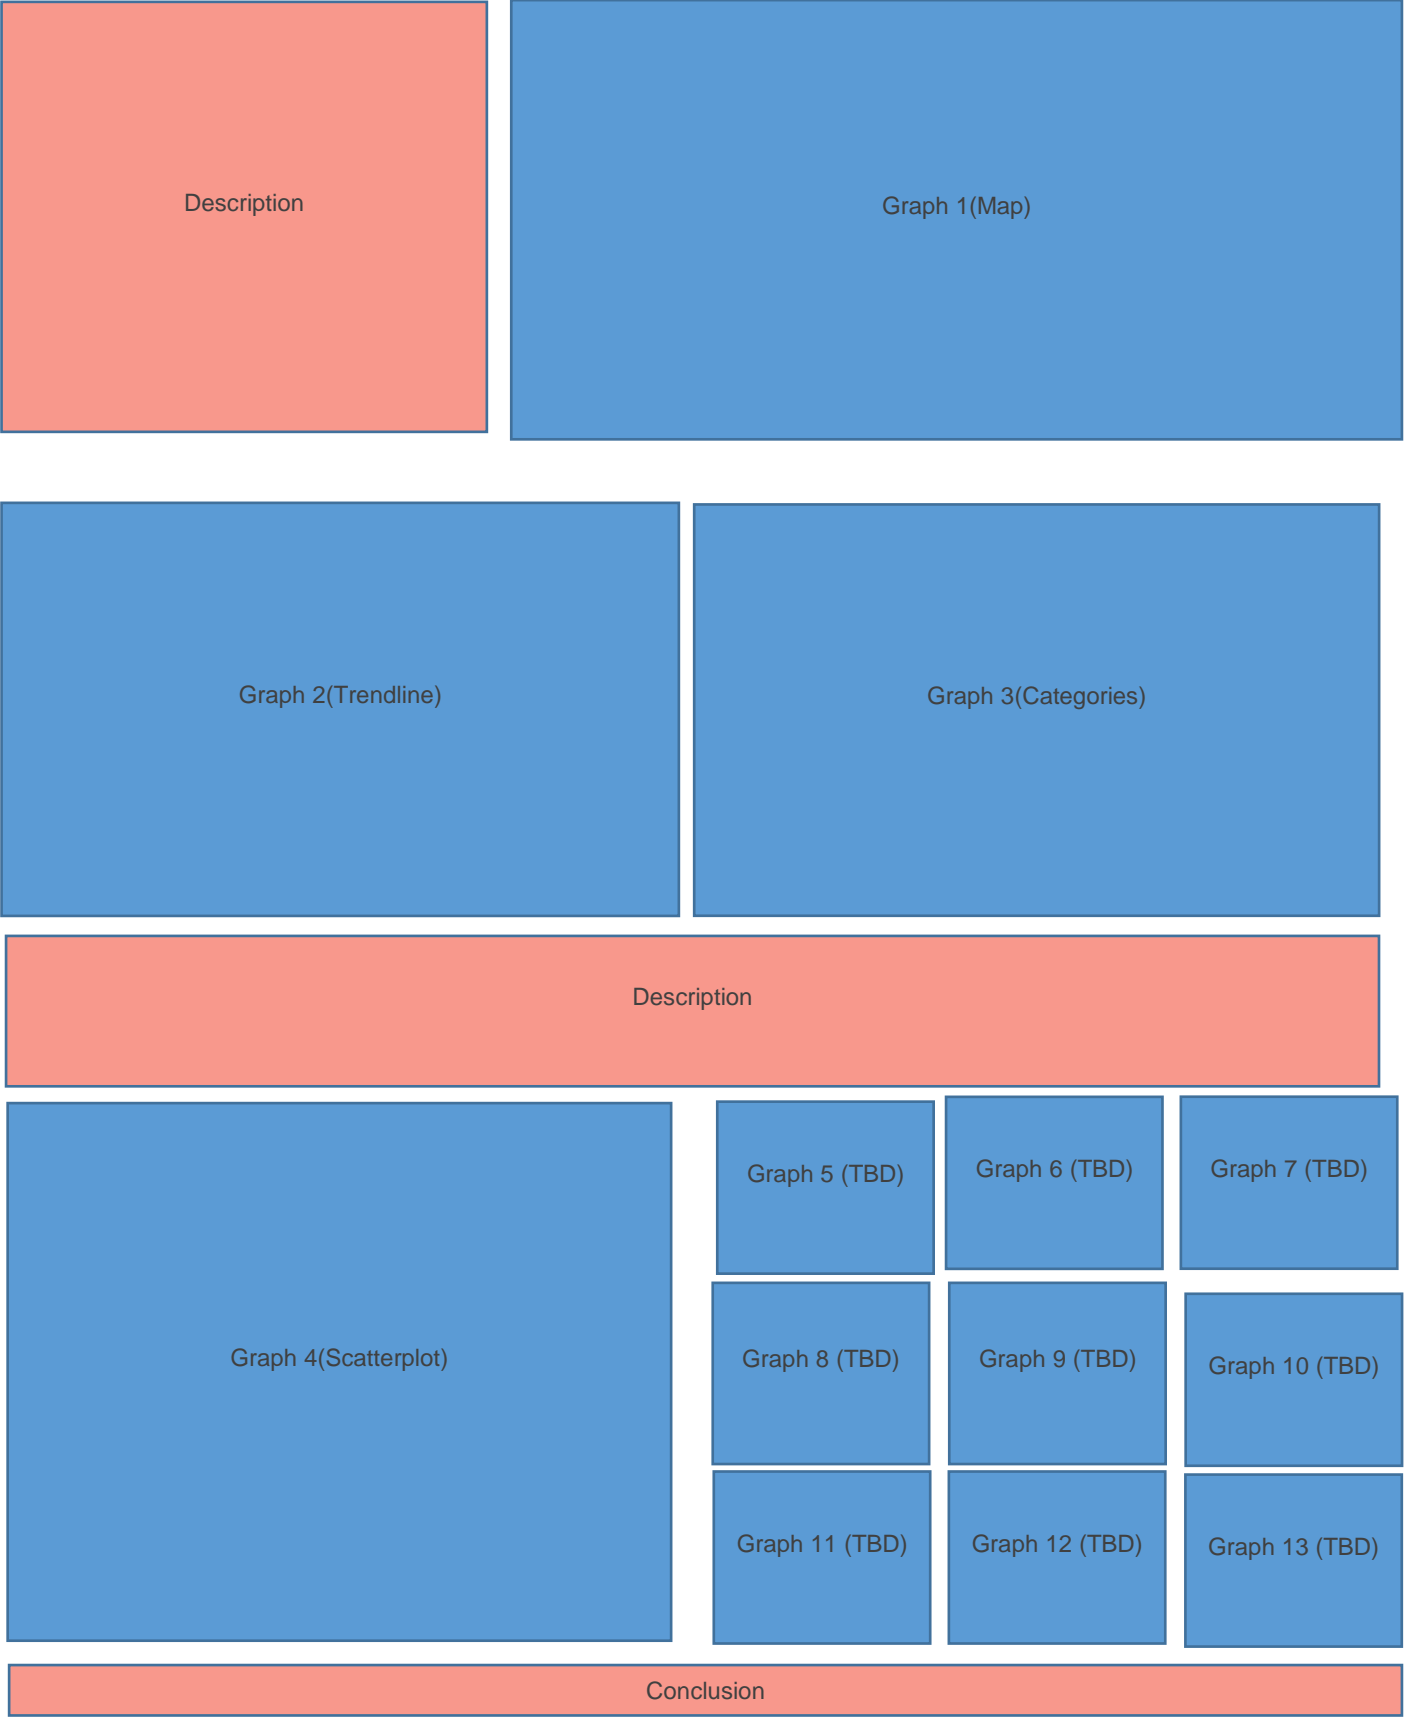 Description
Graph 1(Map)
Graph 2(Trendline)
Graph 3(Categories)
Description
Graph 4(Scatterplot)
Graph 5 (TBD)
Graph 6 (TBD)
Graph 7 (TBD)
Graph 8 (TBD)
Graph 9 (TBD)
Graph 10 (TBD)
Graph 11 (TBD)
Graph 12 (TBD)
Graph 13 (TBD)
Conclusion